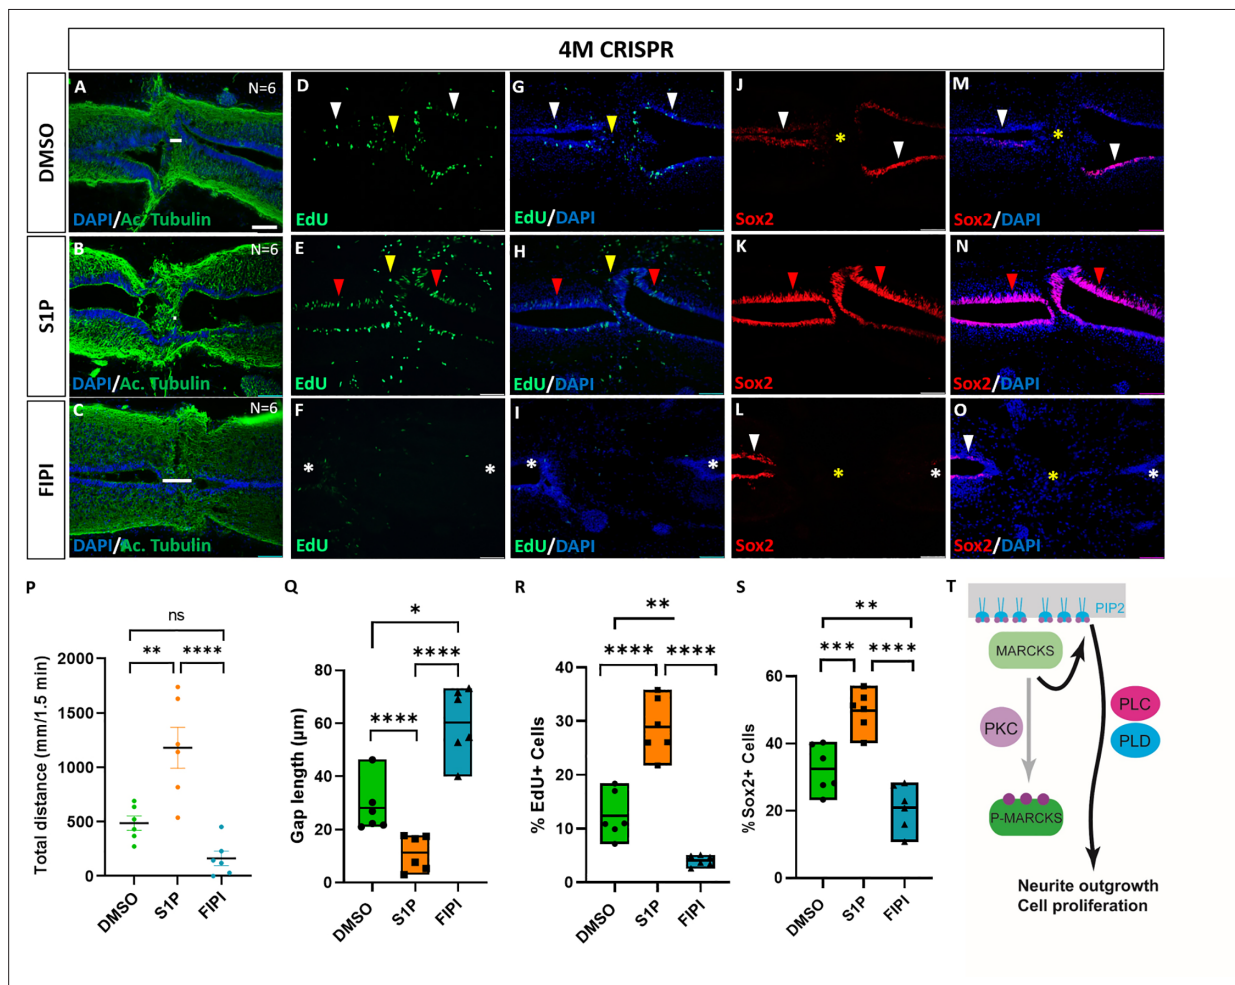 4M CRISPR
DMSO
A
N=6
DAPI/Ac. Tubulin
D
EdU
G
EdU/DAPI
J
*
Sox2
M
*
Sox2/DAPI
S1P
B
N=6
DAPI/Ac. Tubulin
E
EdU
H
EdU/DAPI
K
Sox2
N
Sox2/DAPI
FIPI
C
N=6
DAPI/Ac. Tubulin
F
* *
EdU
I
* *
EdU/DAPI
L
* *
Sox2
O
* *
Sox2/DAPI
P
ns
** ****
Total distance (mm/1.5 min)
2000
1500
1000
500
0
DMSO
S1P
FIPI
Q
*
****
****
Gap length (µm)
80
60
40
20
0
DMSO
S1P
FIPI
R
**
**** ****
% EdU+ Cells
40
30
20
10
0
DMSO
S1P
FIPI
S
**
*** ****
% Sox2+ Cells
60
40
20
0
DMSO
S1P
FIPI
T
PIP2
MARCKS
PKC
PLC
PLD
P-MARCKS
Neurite outgrowth
Cell proliferation